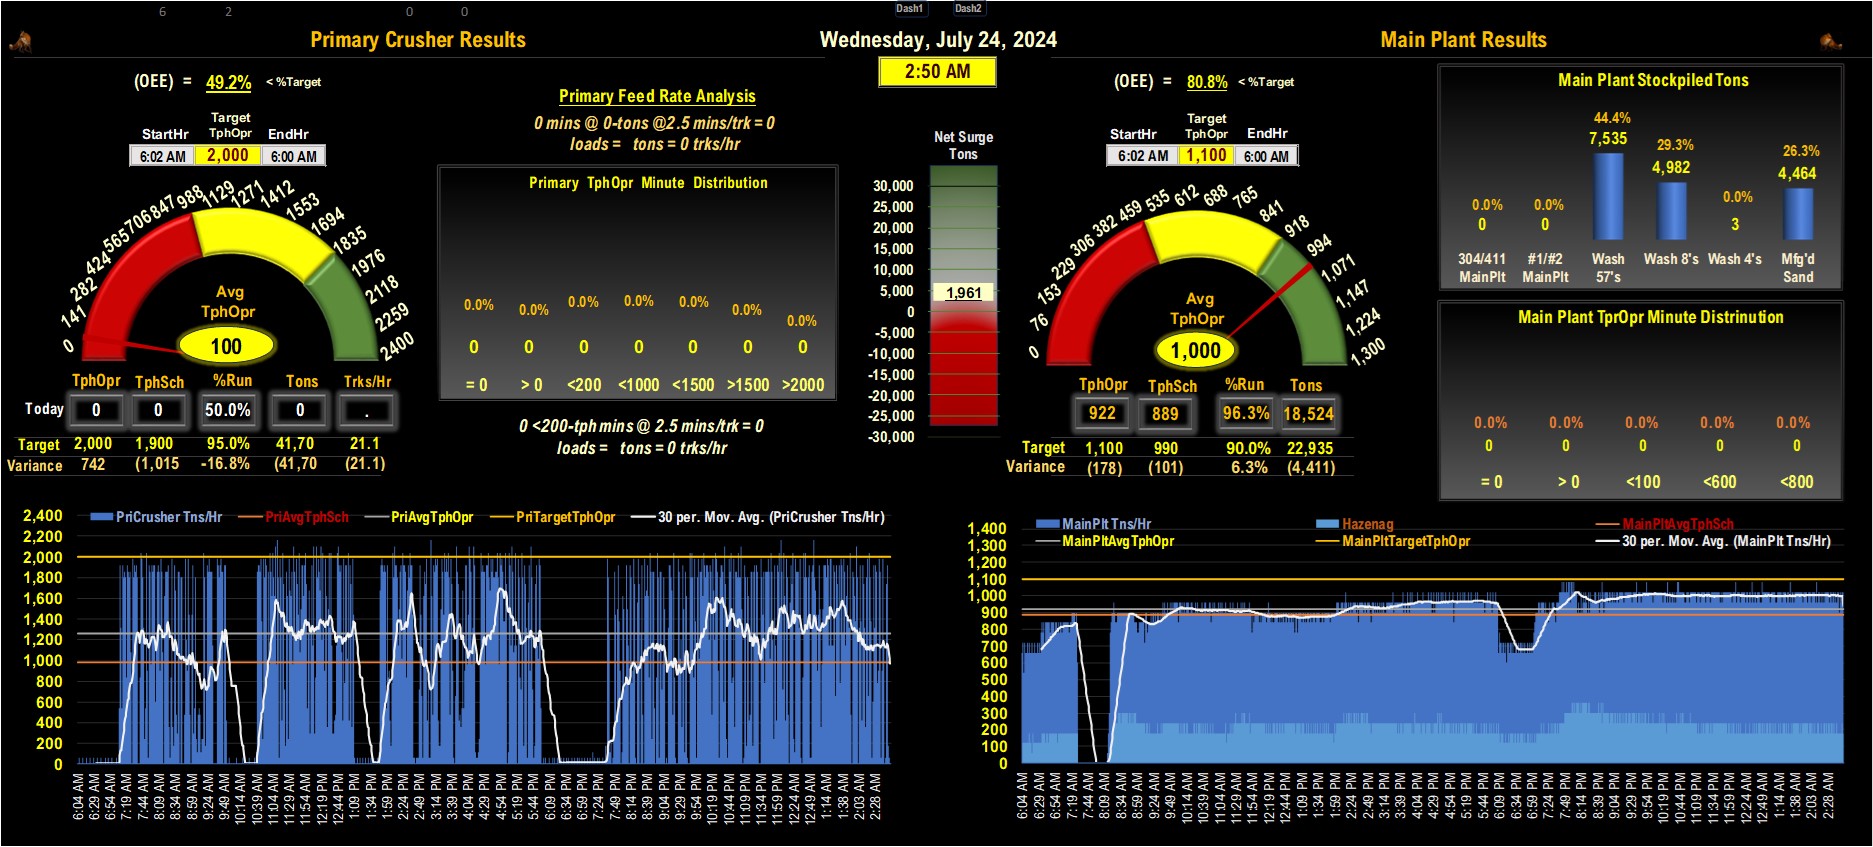 6 2 0 0 Dash1 Dash2
Primary Crusher Results
Wednesday, July 24, 2024
Main Plant Results
2:50 AM
(OEE) = 49.2% < %Target
Target
StartHr TphOpr EndHr
6:02 AM 2,000 6:00 AM
0 141 282 424 565 706 847 988 1129 1271 1412 1553 1694 1835 1976 2118 2259 2400
Avg
TphOpr
100
TphOpr TphSch %Run Tons Trks/Hr
Today 0 0 50.0% 0 .
Target 2,000 1,900 95.0% 41,70 21.1
Variance 742 (1,015 -16.8% (41,70 (21.1)
Primary Feed Rate Analysis
0 mins @ 0-tons @2.5 mins/trk = 0
loads = tons = 0 trks/hr
Primary TphOpr Minute Distribution
0.0% 0.0% 0.0% 0.0% 0.0% 0.0% 0.0%
0 0 0 0 0 0 0
= 0 > 0 <200 <1000 <1500 >1500 >2000
0 <200-tph mins @ 2.5 mins/trk = 0
loads = tons = 0 trks/hr
Net Surge
Tons
30,000
25,000
20,000
15,000
10,000
5,000
1,961
0
-5,000
-10,000
-15,000
-20,000
-25,000
-30,000
(OEE) = 80.8% < %Target
Target
StartHr TphOpr EndHr
6:02 AM 1,100 6:00 AM
0 76 153 229 306 382 459 535 612 688 765 841 918 994 1,071 1,147 1,224 1,300
Avg
TphOpr
1,000
TphOpr TphSch %Run Tons
922 889 96.3% 18,524
Target 1,100 990 90.0% 22,935
Variance (178) (101) 6.3% (4,411)
Main Plant Stockpiled Tons
0.0% 0.0% 44.4% 29.3% 0.0% 26.3%
0 0 7,535 4,982 3 4,464
304/411 #1/#2 Wash Wash 8's Wash 4's Mfg'd
MainPlt MainPlt 57's Sand
Main Plant TprOpr Minute Distrinution
0.0% 0.0% 0.0% 0.0% 0.0%
0 0 0 0 0
= 0 > 0 <100 <600 <800
PriCrusher Tns/Hr PriAvgTphSch PriAvgTphOpr PriTargetTphOpr 30 per. Mov. Avg. (PriCrusher Tns/Hr)
2,400
2,200
2,000
1,800
1,600
1,400
1,200
1,000
800
600
400
200
0
6:04 AM 6:29 AM 6:54 AM 7:19 AM 7:44 AM 8:09 AM 8:34 AM 8:59 AM 9:24 AM 9:49 AM 10:14 AM 10:39 AM 11:04 AM 11:29 AM 11:54 AM 12:19 PM 12:44 PM 1:09 PM 1:34 PM 1:59 PM 2:24 PM 2:49 PM 3:14 PM 3:39 PM 4:04 PM 4:29 PM 4:54 PM 5:19 PM 5:44 PM 6:09 PM 6:34 PM 6:59 PM 7:24 PM 7:49 PM 8:14 PM 8:39 PM 9:04 PM 9:29 PM 9:54 PM 10:19 PM 10:44 PM 11:09 PM 11:34 PM 11:59 PM 12:24 AM 12:49 AM 1:14 AM 1:38 AM 2:03 AM 2:28 AM
MainPlt Tns/Hr Hazenag MainPltAvgTphSch
MainPltAvgTphOpr MainPltTargetTphOpr 30 per. Mov. Avg. (MainPlt Tns/Hr)
1,400
1,300
1,200
1,100
1,000
900
800
700
600
500
400
300
200
100
0
6:04 AM 6:29 AM 6:54 AM 7:19 AM 7:44 AM 8:09 AM 8:34 AM 8:59 AM 9:24 AM 9:49 AM 10:14 AM 10:39 AM 11:04 AM 11:29 AM 11:54 AM 12:19 PM 12:44 PM 1:09 PM 1:34 PM 1:59 PM 2:24 PM 2:49 PM 3:14 PM 3:39 PM 4:04 PM 4:29 PM 4:54 PM 5:19 PM 5:44 PM 6:09 PM 6:34 PM 6:59 PM 7:24 PM 7:49 PM 8:14 PM 8:39 PM 9:04 PM 9:29 PM 9:54 PM 10:19 PM 10:44 PM 11:09 PM 11:34 PM 11:59 PM 12:24 AM 12:49 AM 1:14 AM 1:38 AM 2:03 AM 2:28 AM